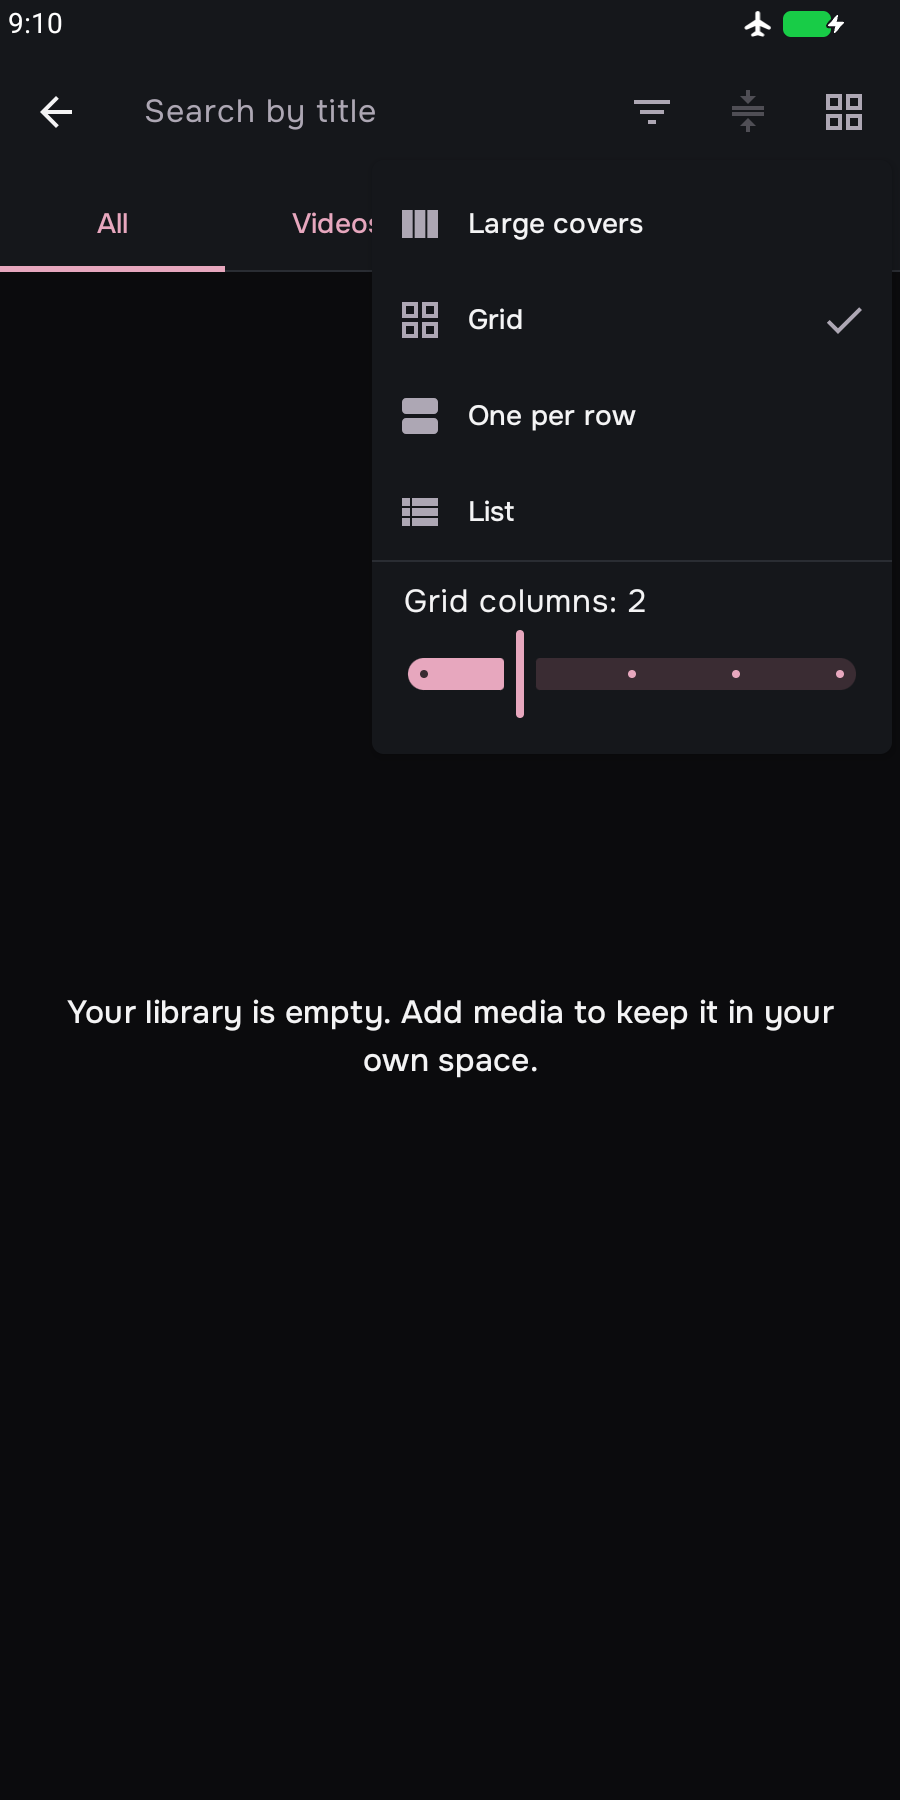 9:10
Search by title
All
Videos
Large covers
Grid
One per row
List
Grid columns: 2
Your library is empty. Add media to keep it in your
own space.